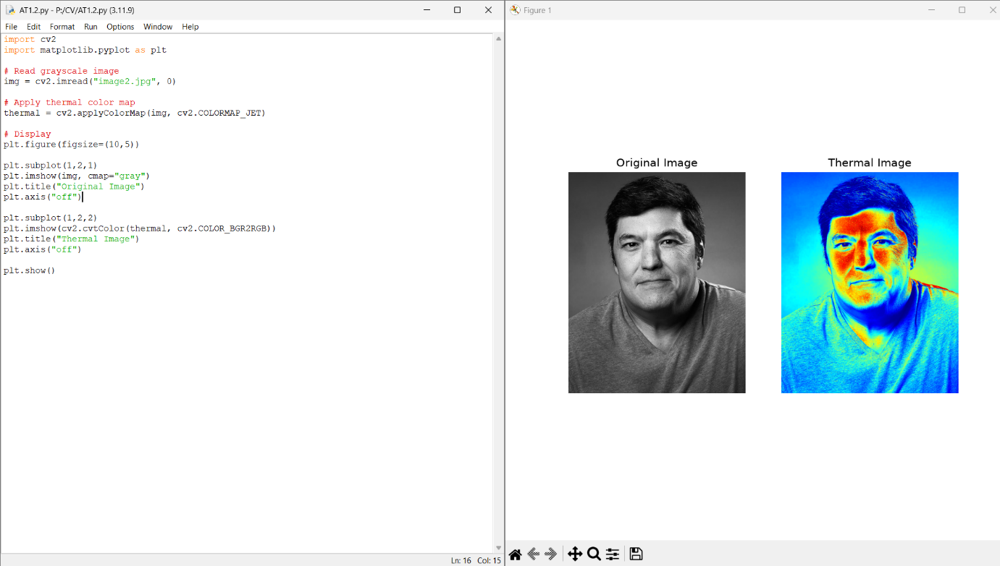 AT1.2.py - P:/CV/AT1.2.py (3.11.9)
File Edit Format Run Options Window Help
import cv2
import matplotlib.pyplot as plt
# Read grayscale image
img = cv2.imread("image2.jpg", 0)
# Apply thermal color map
thermal = cv2.applyColorMap(img, cv2.COLORMAP_JET)
# Display
plt.figure(figsize=(10,5))
plt.subplot(1,2,1)
plt.imshow(img, cmap="gray")
plt.title("Original Image")
plt.axis("off")
plt.subplot(1,2,2)
plt.imshow(cv2.cvtColor(thermal, cv2.COLOR_BGR2RGB))
plt.title("Thermal Image")
plt.axis("off")
plt.show()
Ln: 16 Col: 15
Figure 1
Original Image
Thermal Image